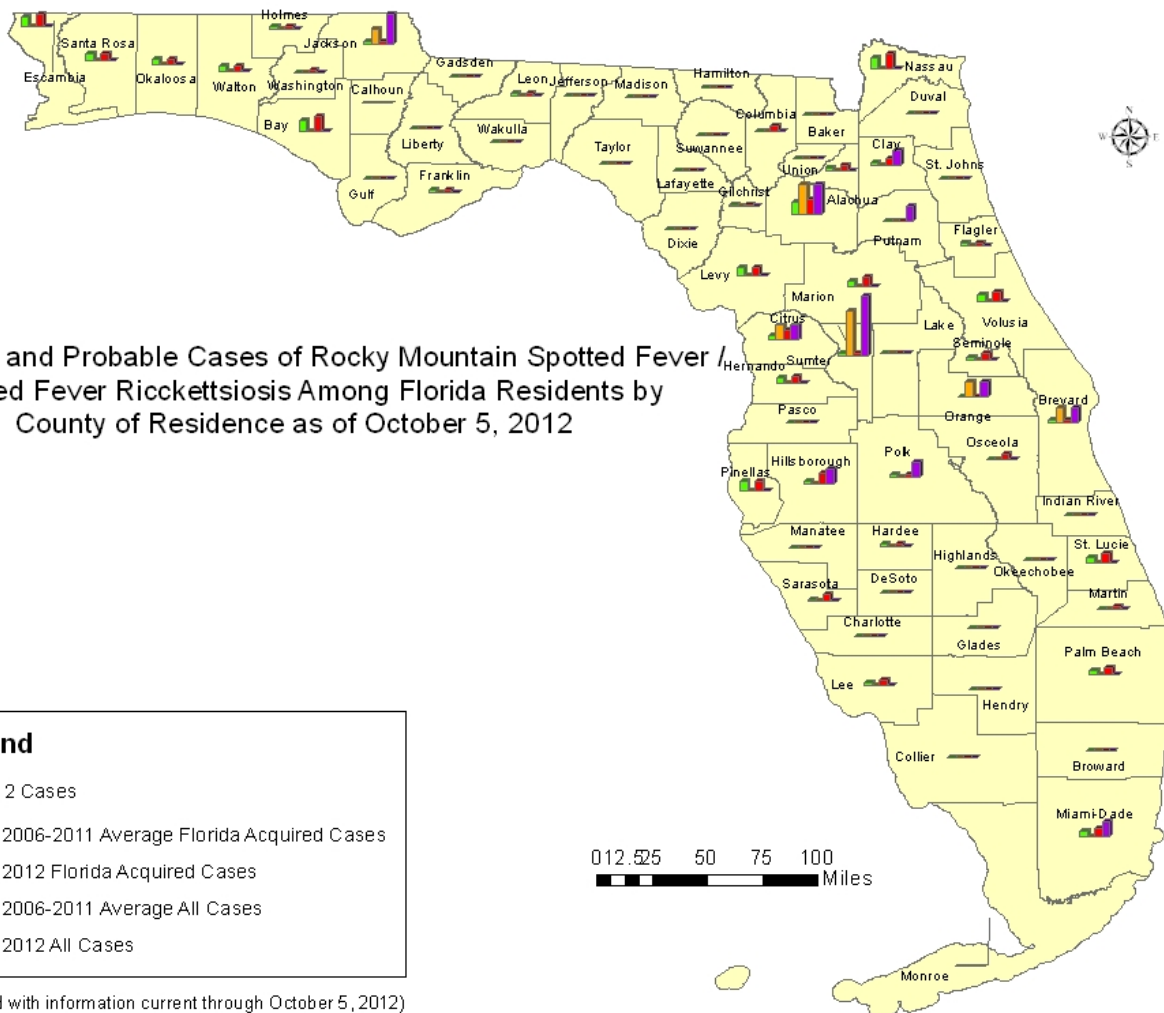 Holmes
Santa Rosa
Jackson
Escambia
Okaloosa
Walton
Washington
Calhoun
Gadsden
Leon
Jefferson
Madison
Hamilton
Nassau
Duval
Bay
Liberty
Wakulla
Taylor
Suwannee
Columbia
Baker
Clay
St. Johns
Union
Gulf
Franklin
Lafayette
Gilchrist
Alachua
Dixie
Putnam
Flagler
Levy
Marion
Citrus
Lake
Volusia
Seminole
Sumter
Hernando
N
W
E
S
and Probable Cases of Rocky Mountain Spotted Fever /
ed Fever Ricckettsiosis Among Florida Residents by
County of Residence as of October 5, 2012
Pasco
Orange
Brevard
Osceola
Polk
Hillsborough
Pinellas
Indian River
Manatee
Hardee
Highlands
Okeechobee
St. Lucie
Sarasota
DeSoto
Martin
Charlotte
Glades
Palm Beach
Lee
Hendry
Collier
Broward
Miami-Dade
Monroe
nd
2 Cases
2006-2011 Average Florida Acquired Cases
2012 Florida Acquired Cases
2006-2011 Average All Cases
2012 All Cases
012.525 50 75 100
Miles
d with information current through October 5, 2012)